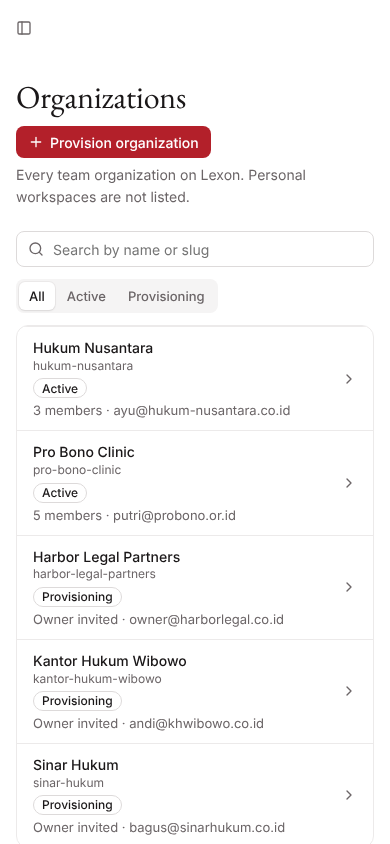 Organizations
Provision organization
Every team organization on Lexon. Personal
workspaces are not listed.
Search by name or slug
All Active Provisioning
Hukum Nusantara
hukum-nusantara
Active
3 members · ayu@hukum-nusantara.co.id
Pro Bono Clinic
pro-bono-clinic
Active
5 members · putri@probono.or.id
Harbor Legal Partners
harbor-legal-partners
Provisioning
Owner invited · owner@harborlegal.co.id
Kantor Hukum Wibowo
kantor-hukum-wibowo
Provisioning
Owner invited · andi@khwibowo.co.id
Sinar Hukum
sinar-hukum
Provisioning
Owner invited · bagus@sinarhukum.co.id